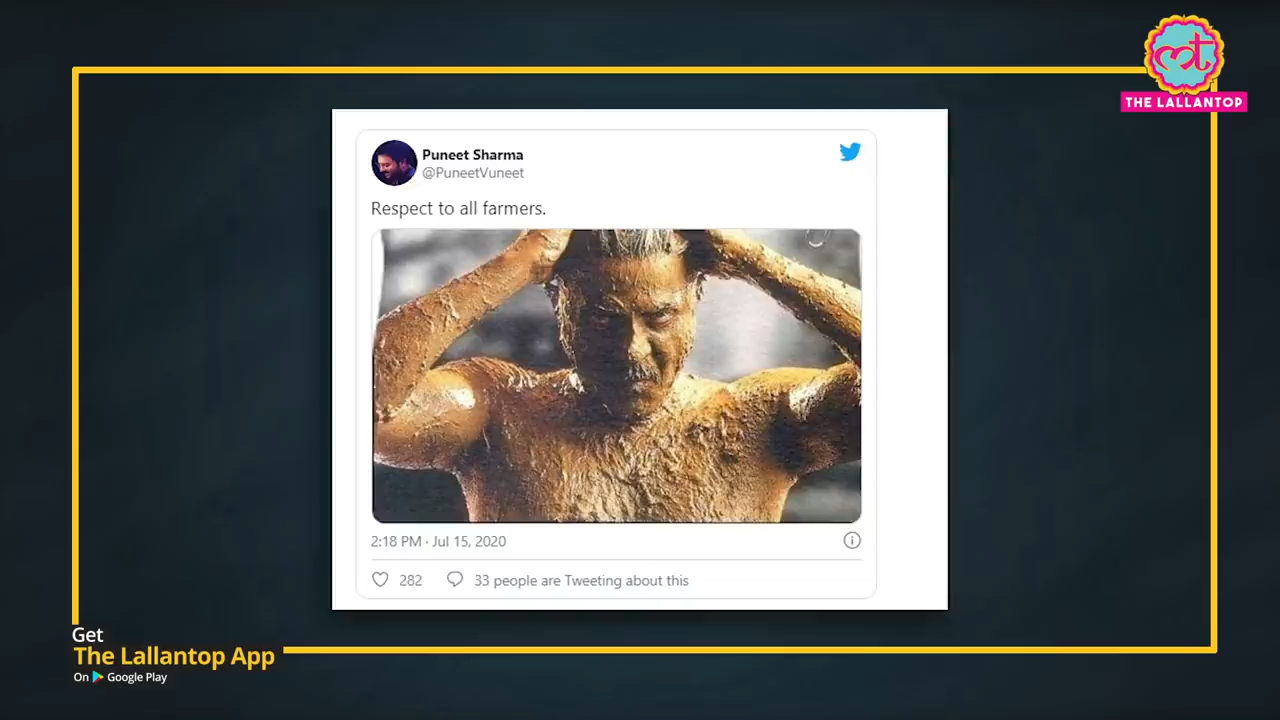 मत
THE LALLANTOP
Puneet Sharma
@PuneetVuneet
Respect to all farmers.
2:18 PM · Jul 15, 2020
282
33 people are Tweeting about this
Get
The Lallantop App
On Google Play